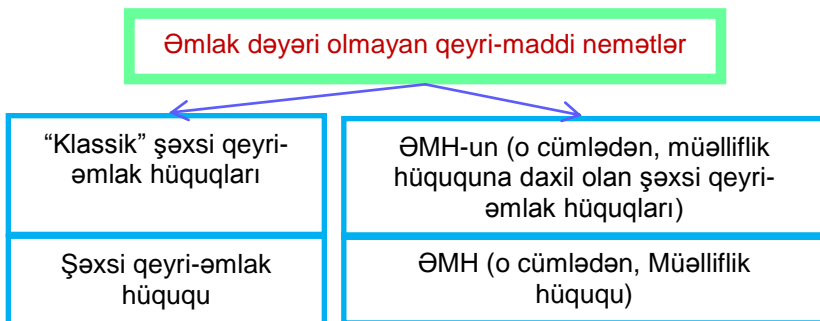 Əmlak dəyəri olmayan qeyri-maddi nemətlər
“Klassik” şəxsi qeyri-
əmlak hüquqları
ƏMH-un (o cümlədən, müəlliflik
hüququna daxil olan şəxsi qeyri-
əmlak hüquqları)
Şəxsi qeyri-əmlak
hüququ
ƏMH (o cümlədən, Müəlliflik
hüququ)